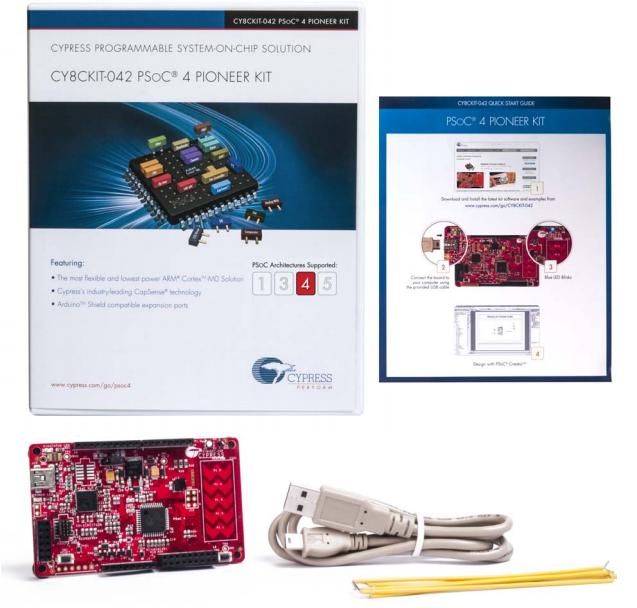 CY8CKIT-042 PSoC® 4 PIONEER KIT
CYPRESS PROGRAMMABLE SYSTEM-ON-CHIP SOLUTION
CY8CKIT-042 PSoC® 4 PIONEER KIT
Featuring:
• The most flexible and lowest power ARM® Cortex™-M0 Solution
• Cypress's industry-leading CapSense® technology
• Arduino™ Shield compatible expansion ports
PSoC Architectures Supported:
1 3 4 5
www.cypress.com/go/psoc4
The
CYPRESS
PERFORM
CY8CKIT-042 QUICK START GUIDE
PSoC® 4 PIONEER KIT
1
Download and Install the latest kit software and examples from
www.cypress.com/go/CY8CKIT-042
2
Connect the board to
your computer using
the provided USB cable
3
Blue LED Blinks
4
Design with PSoC® Creator™
CYPRESS